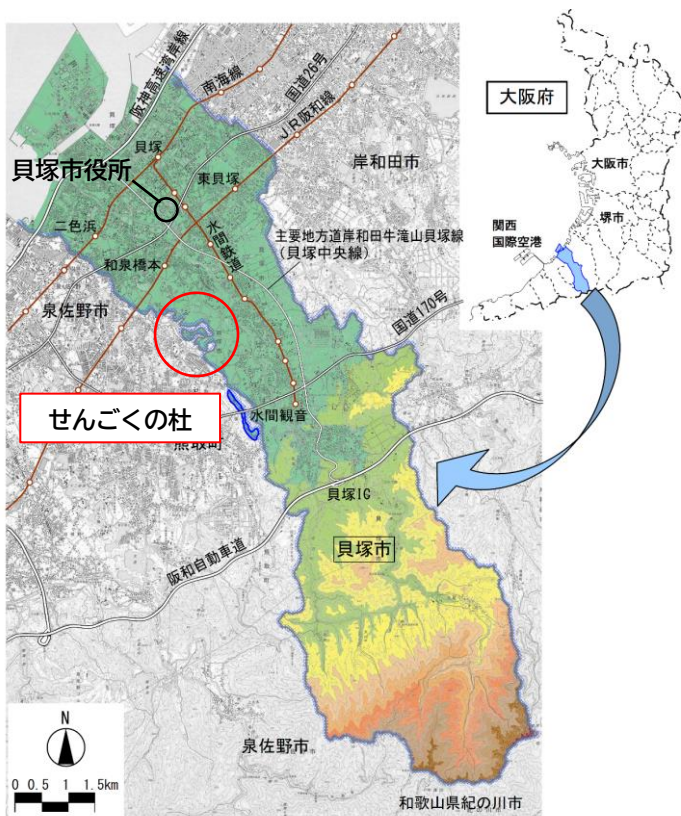 阪神高速湾岸線
南海線
国道26号
JR阪和線
大阪府
貝塚
岸和田市
大阪市
貝塚市役所
東貝塚
堺市
二色浜
水間鉄道
主要地方道岸和田牛滝山貝塚線
(貝塚中央線)
関西
国際空港
和泉橋本
泉佐野市
国道170号
せんごくの杜
水間観音
熊取町
貝塚IC
阪和自動車道
貝塚市
N
泉佐野市
0 0.5 1 1.5km
和歌山県紀の川市